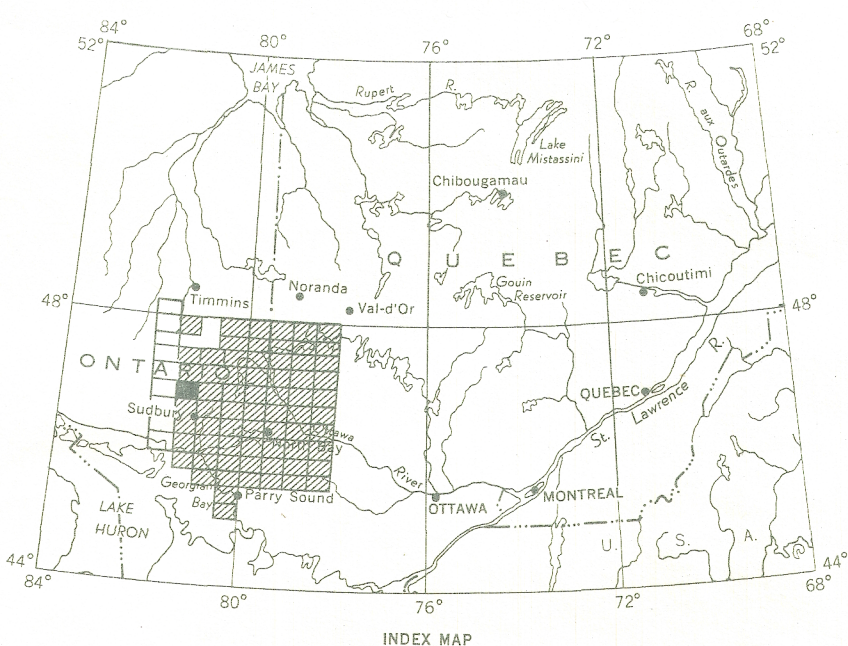 84° 80° 76° 72° 68°
52° 52°
JAMES
BAY
Rupert R.
R. aux Outardes
Lake
Mistassini
Chibougamau
QUEBEC
Chicoutimi
Gouin
Reservoir
Noranda
Timmins
Val-d'Or
48° 48°
ONTARIO
QUEBEC
R.
St. Lawrence
Sudbury
Ottawa
River
North Bay
Georgian
Bay
Parry Sound
OTTAWA
MONTREAL
LAKE
HURON
U. S. A.
44° 44°
84° 80° 76° 72° 68°
INDEX MAP